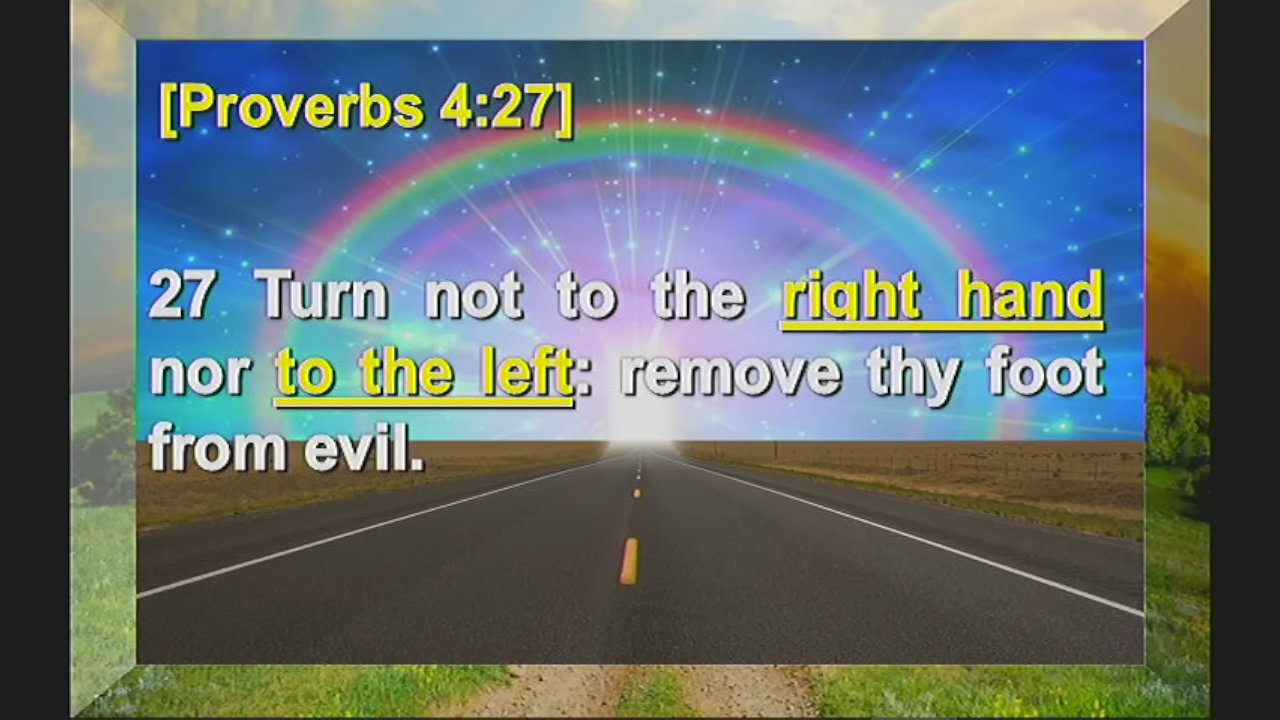 [Proverbs 4:27]
27 Turn not to the right hand
nor to the left: remove thy foot
from evil.